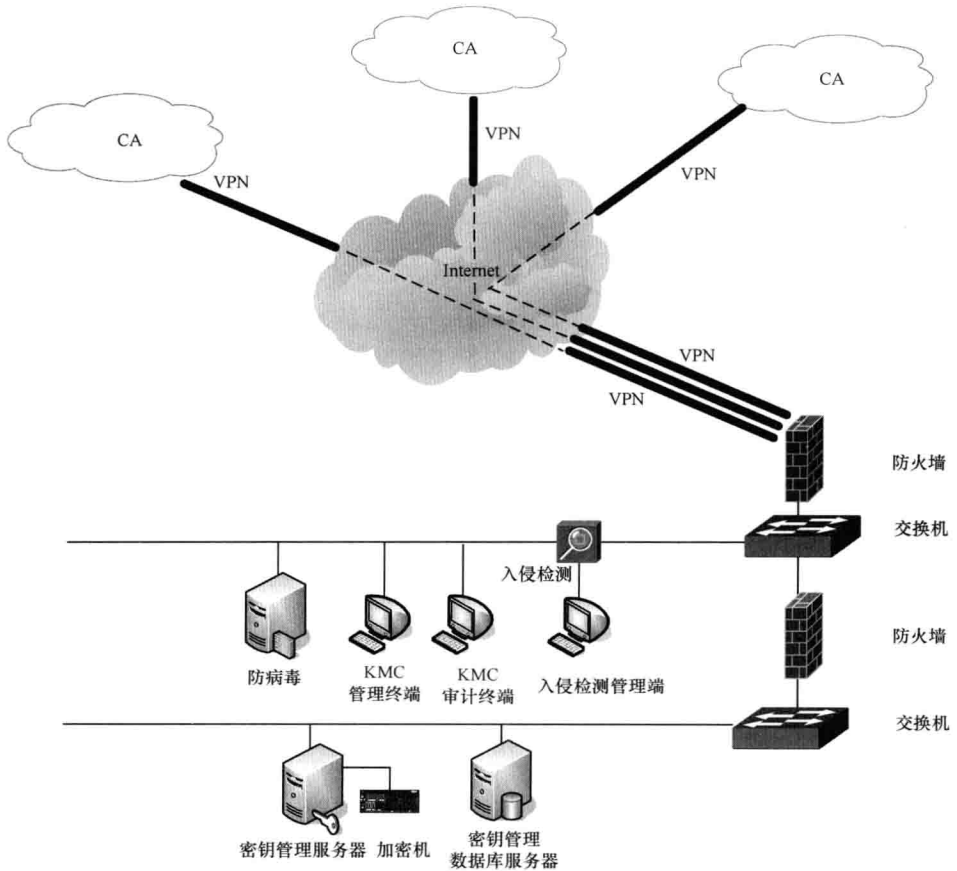 CA
CA
CA
VPN
VPN
VPN
Internet
VPN
VPN
防火墙
交换机
入侵检测
防火墙
防病毒
KMC
管理终端
KMC
审计终端
入侵检测管理端
交换机
密钥管理服务器
加密机
密钥管理
数据库服务器